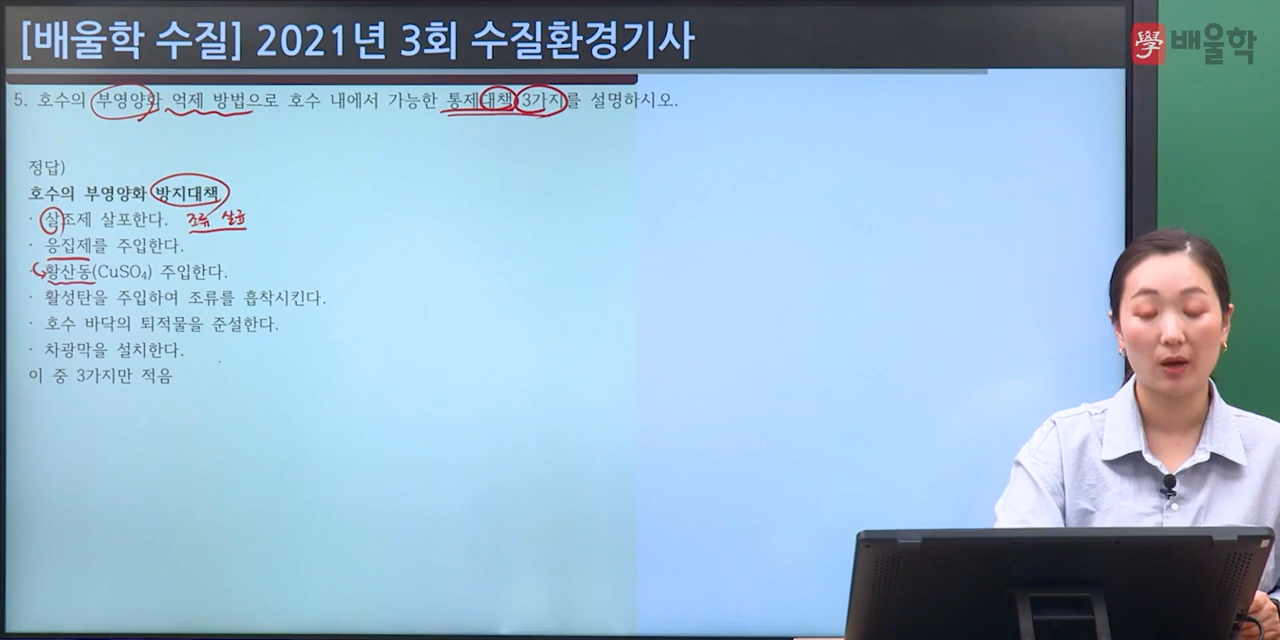 [배울학 수질] 2021년 3회 수질환경기사
學 배울학
5. 호수의 부영양화 억제 방법으로 호수 내에서 가능한 통제대책 3가지를 설명하시오.
정답)
호수의 부영양화 방지대책
· 살조제 살포한다. 조류 살균
· 응집제를 주입한다.
· 황산동(CuSO₄) 주입한다.
· 활성탄을 주입하여 조류를 흡착시킨다.
· 호수 바닥의 퇴적물을 준설한다.
· 차광막을 설치한다.
이 중 3가지만 적음